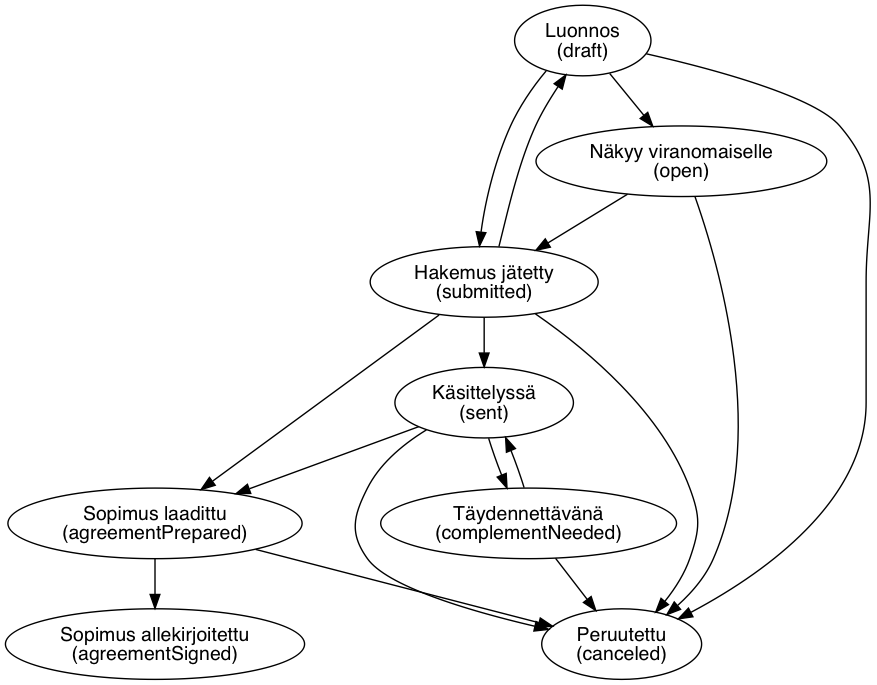 Luonnos
(draft)
Näkyy viranomaiselle
(open)
Hakemus jätetty
(submitted)
Käsittelyssä
(sent)
Sopimus laadittu
(agreementPrepared)
Täydennettävänä
(complementNeeded)
Sopimus allekirjoitettu
(agreementSigned)
Peruutettu
(canceled)